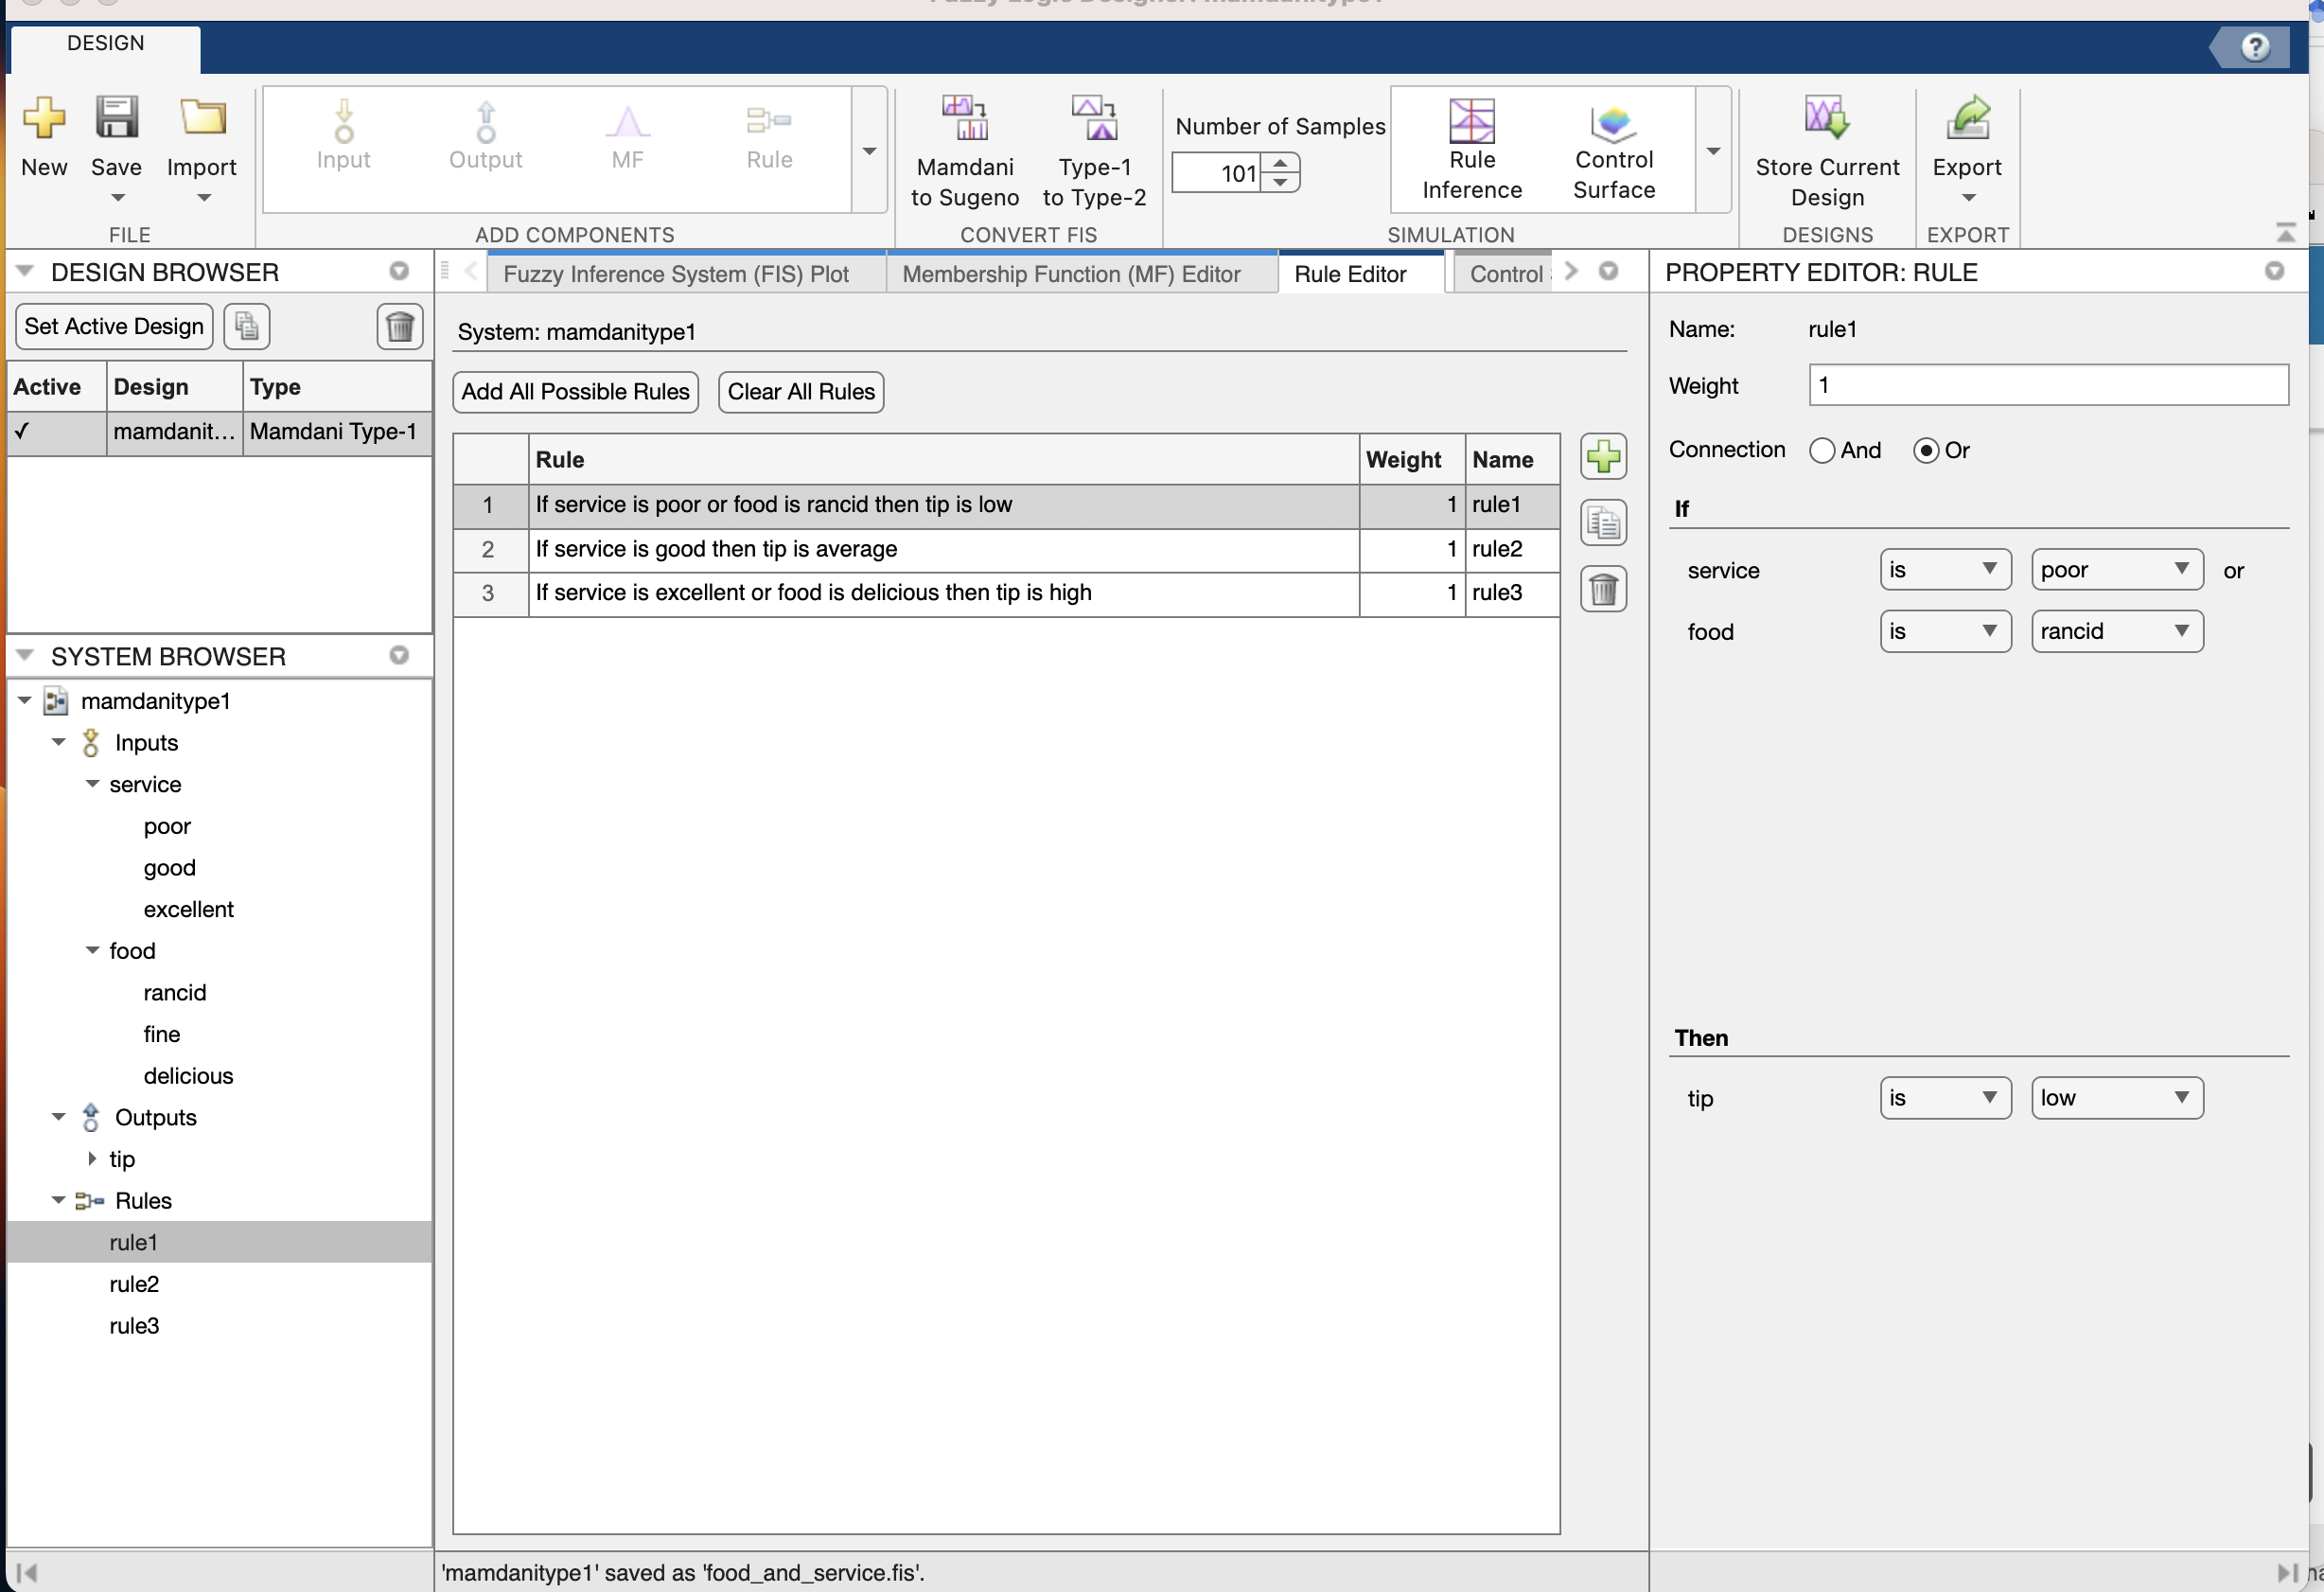 Fuzzy Logic Designer: mamdanitype1
DESIGN
New
Save
Import
FILE
Input
Output
MF
Rule
ADD COMPONENTS
Mamdani
to Sugeno
Type-1
to Type-2
CONVERT FIS
Number of Samples
101
Rule
Inference
Control
Surface
SIMULATION
Store Current
Design
DESIGNS
Export
EXPORT
DESIGN BROWSER
Set Active Design
Active Design Type
✓ mamdanit... Mamdani Type-1
SYSTEM BROWSER
mamdanitype1
Inputs
service
poor
good
excellent
food
rancid
fine
delicious
Outputs
tip
Rules
rule1
rule2
rule3
Fuzzy Inference System (FIS) Plot
Membership Function (MF) Editor
Rule Editor
Control
System: mamdanitype1
Add All Possible Rules
Clear All Rules
Rule Weight Name
1 If service is poor or food is rancid then tip is low 1 rule1
2 If service is good then tip is average 1 rule2
3 If service is excellent or food is delicious then tip is high 1 rule3
'mamdanitype1' saved as 'food_and_service.fis'.
PROPERTY EDITOR: RULE
Name: rule1
Weight 1
Connection And Or
If
service is poor or
food is rancid
Then
tip is low